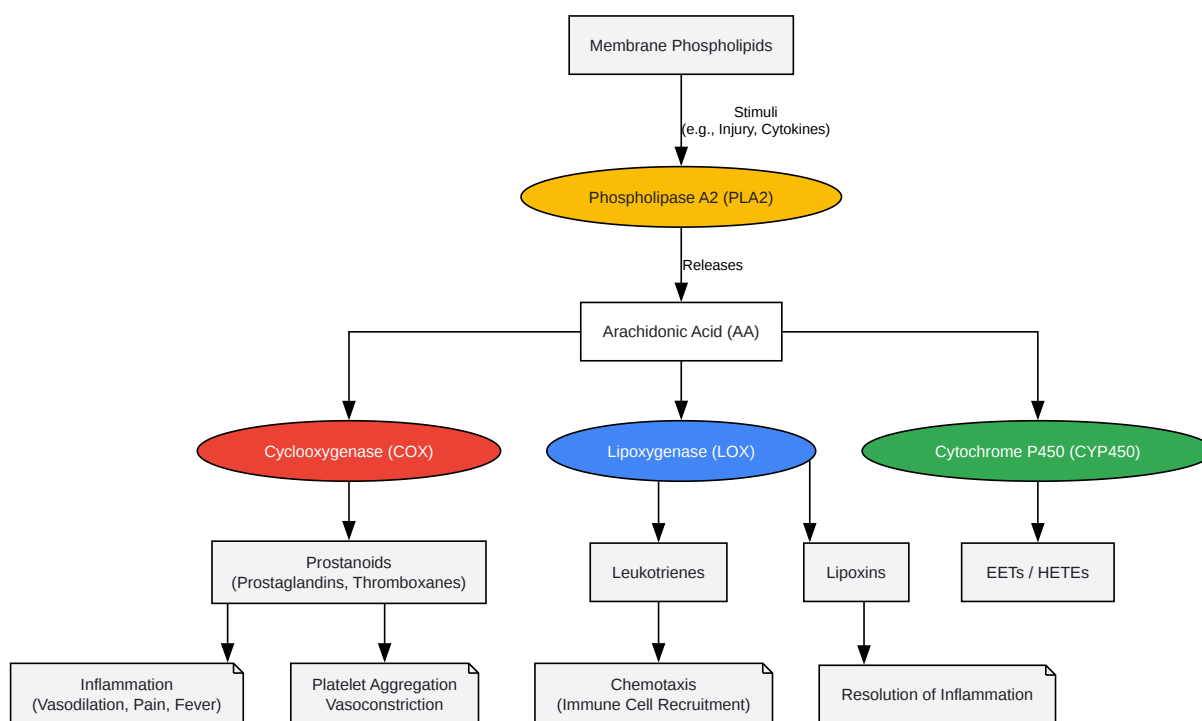 Membrane Phospholipids
Stimuli
(e.g., Injury, Cytokines)
Phospholipase A2 (PLA2)
Releases
Arachidonic Acid (AA)
Cyclooxygenase (COX)
Lipoxygenase (LOX)
Cytochrome P450 (CYP450)
Prostanoids
(Prostaglandins, Thromboxanes)
Leukotrienes
Lipoxins
EETs / HETEs
Inflammation
(Vasodilation, Pain, Fever)
Platelet Aggregation
Vasoconstriction
Chemotaxis
(Immune Cell Recruitment)
Resolution of Inflammation